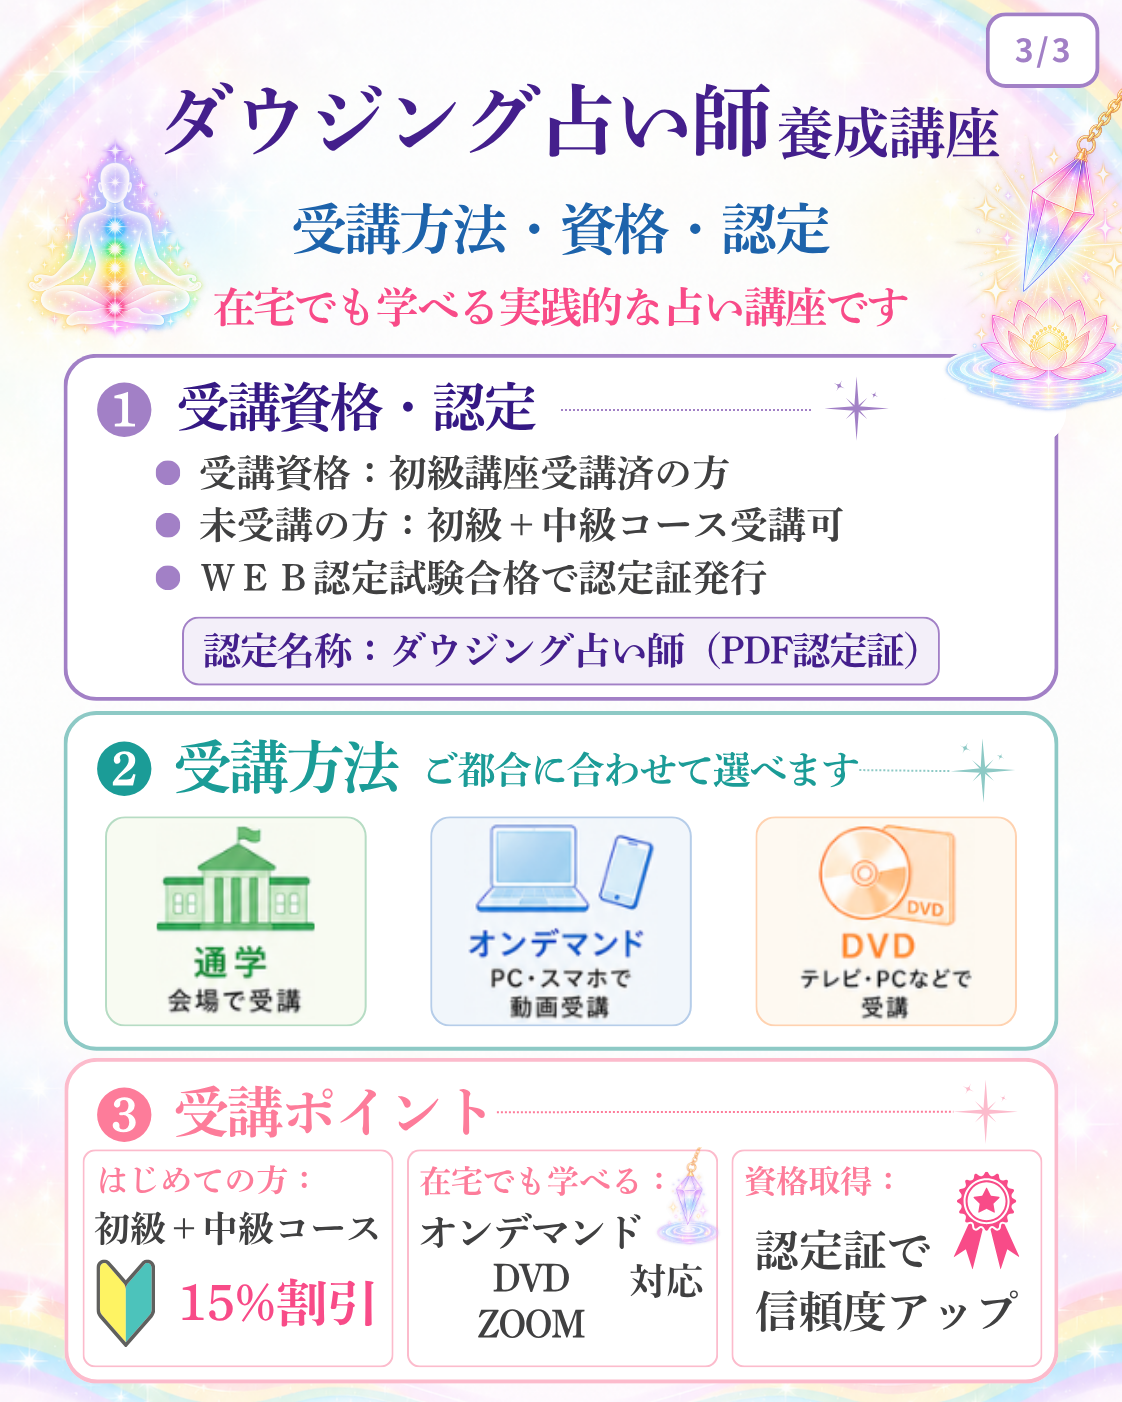 3/3
ダウジング占い師養成講座
受講方法・資格・認定
在宅でも学べる実践的な占い講座です
1 受講資格・認定
受講資格：初級講座受講済の方
未受講の方：初級＋中級コース受講可
ＷＥＢ認定試験合格で認定証発行
認定名称：ダウジング占い師（PDF認定証）
2 受講方法 ご都合に合わせて選べます
通学
会場で受講
オンデマンド
PC・スマホで
動画受講
DVD
DVD
テレビ・PCなどで
受講
3 受講ポイント
はじめての方：
初級＋中級コース
15%割引
在宅でも学べる：
オンデマンド
DVD
ZOOM
対応
資格取得：
認定証で
信頼度アップ